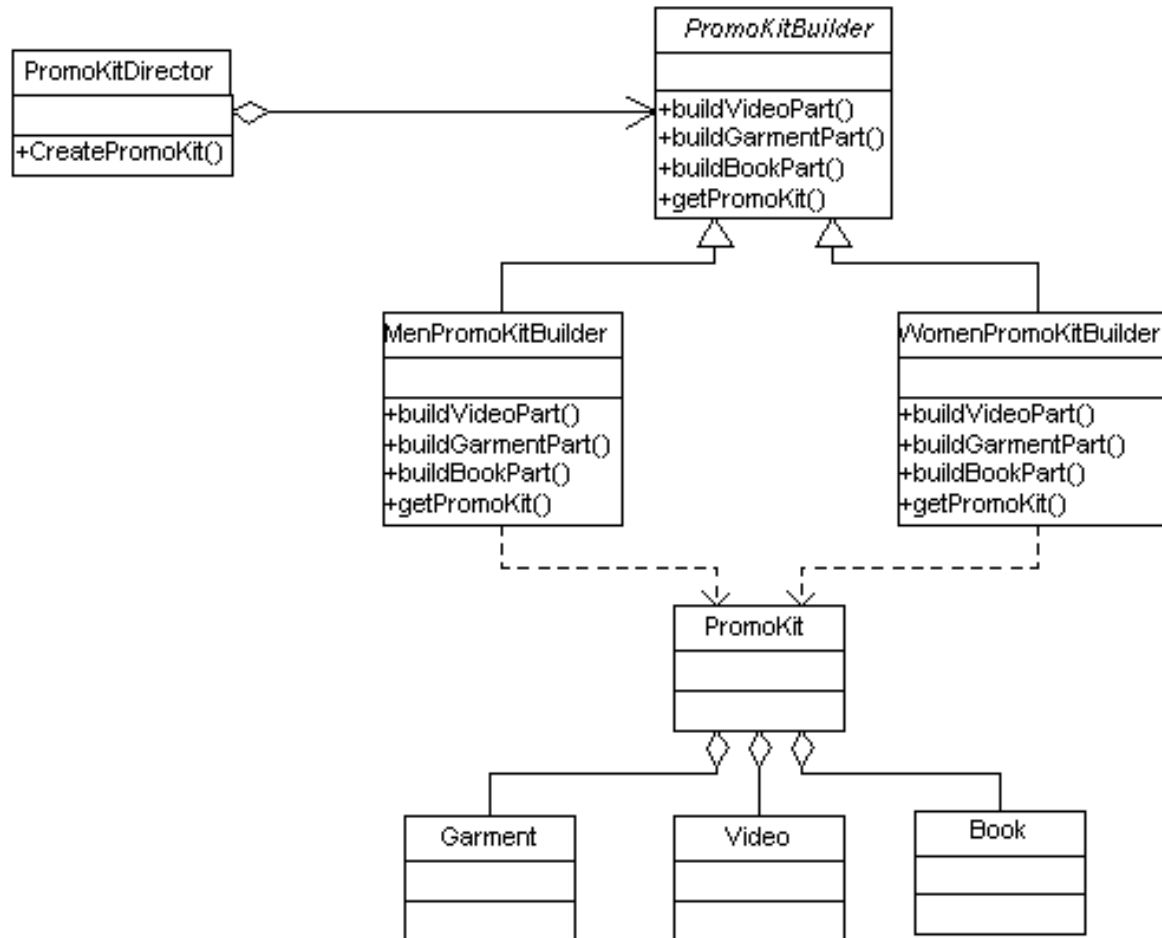 PromoKitBuilder
PromoKitDirector
+buildVideoPart()
+buildGarmentPart()
+CreatePromoKit()
+buildBookPart()
+getPromoKit()
MenPromoKitBuilder
+buildVideoPart()
+buildGarmentPart()
+buildBookPart()
+getPromoKit()
WomenPromoKitBuilder
+buildVideoPart()
+buildGarmentPart()
+buildBookPart()
+getPromoKit()
PromoKit
Garment
Video
Book